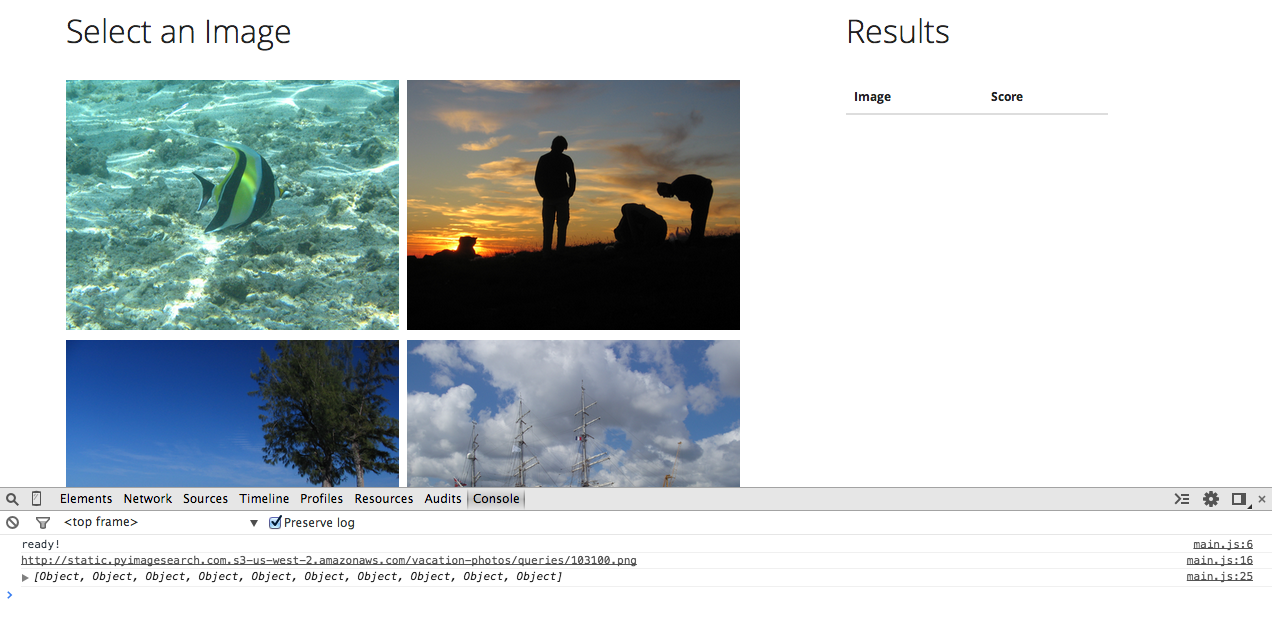 Select an Image
Results
Image Score
Elements Network Sources Timeline Profiles Resources Audits Console
<top frame> Preserve log
ready! main.js:6
http://static.pyimagesearch.com.s3-us-west-2.amazonaws.com/vacation-photos/queries/103100.png main.js:16
[Object, Object, Object, Object, Object, Object, Object, Object, Object, Object] main.js:25